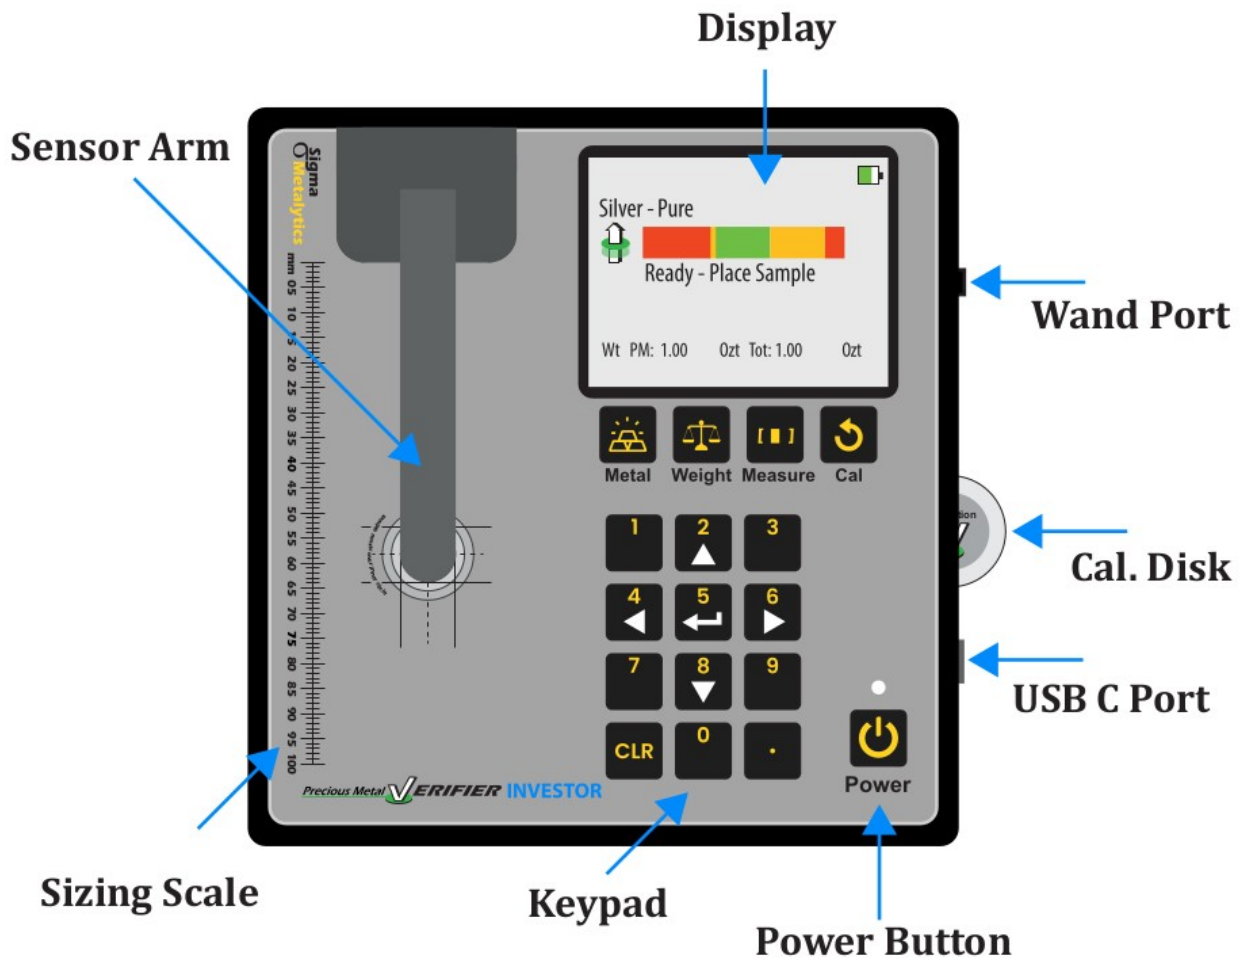 Display
Sensor Arm
Sigma
Metalytics
Silver - Pure
Ready - Place Sample
Wt PM: 1.00 Ozt Tot: 1.00 Ozt
Wand Port
mm 05 10 15 20 25 30 35 40 45 50 55 60 65 70 75 80 85 90 95 100
Metal Weight Measure Cal
1 2 3
4 5 6
7 8 9
CLR 0 .
Cal. Disk
USB C Port
Power
Precious Metal VERIFIER INVESTOR
Sizing Scale
Keypad
Power Button